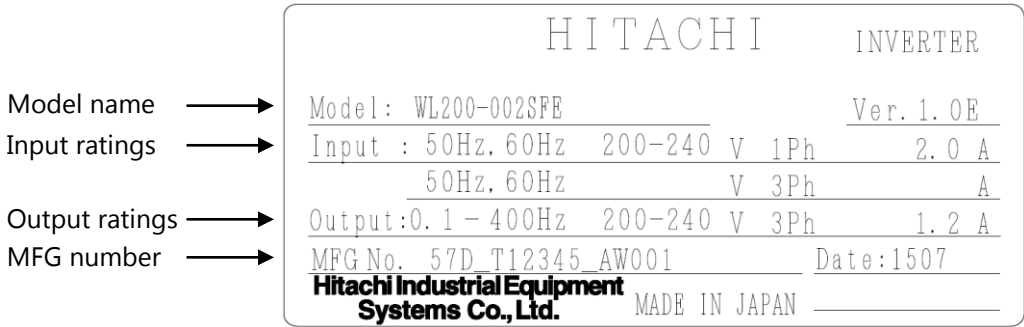 HITACHI INVERTER
Model name Model: WL200-002SFE Ver.1.0E
Input ratings Input : 50Hz,60Hz 200-240 V 1Ph 2.0 A
50Hz,60Hz V 3Ph A
Output ratings Output:0.1-400Hz 200-240 V 3Ph 1.2 A
MFG number MFG No. 57D_T12345_AW001 Date:1507
Hitachi Industrial Equipment
Systems Co., Ltd. MADE IN JAPAN